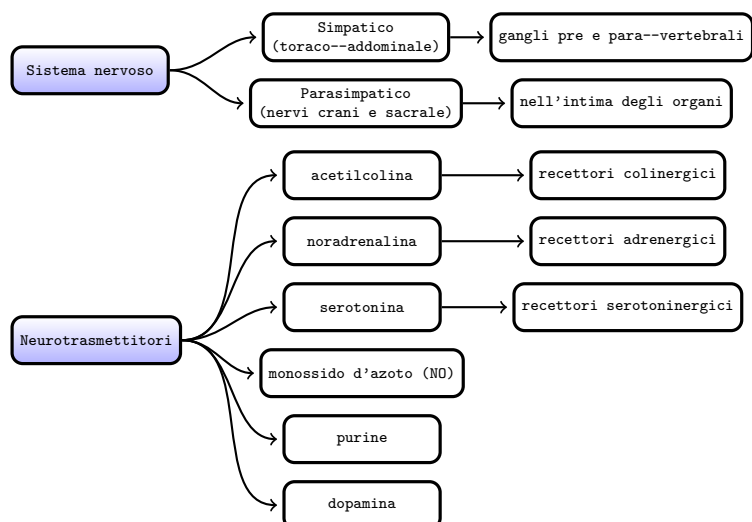 Simpatico
(toraco--addominale)
gangli pre e para--vertebrali
Sistema nervoso
Parasimpatico
(nervi crani e sacrale)
nell'intima degli organi
acetilcolina
recettori colinergici
noradrenalina
recettori adrenergici
serotonina
recettori serotoninergici
Neurotrasmettitori
monossido d'azoto (NO)
purine
dopamina